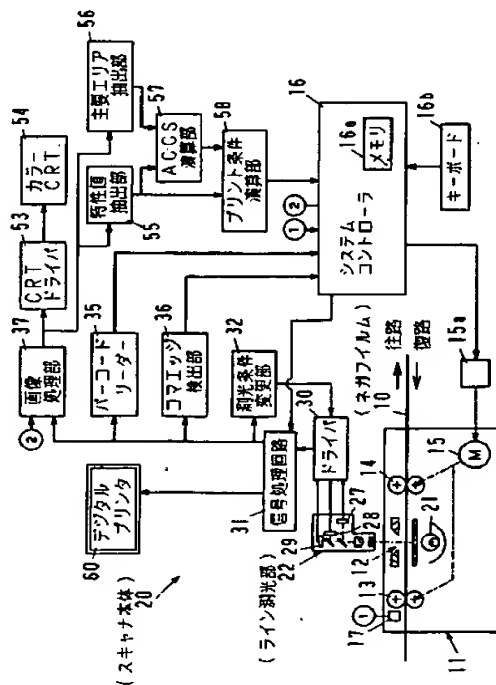 56
主要エリア
抽出部
54
カラー
CRT
53
CRT
ドライバ
37
画像
処理部
②
57
ACCS
演算部
特性値
抽出部
55
58
プリント条件
演算部
35
バーコード
リーダー
36
コマエッジ
検出部
32
測光条件
変更部
16
①
②
16a
メモリ
システム
コントローラ
16b
キーボード
60
デジタル
プリンタ
31
信号処理回路
30
ドライバ
(スキャナ本体)
20
(ライン測光部)
22
29
28
27
(ネガフイルム)
10
往路
復路
15a
15
M
14
12
13
21
①
17
11